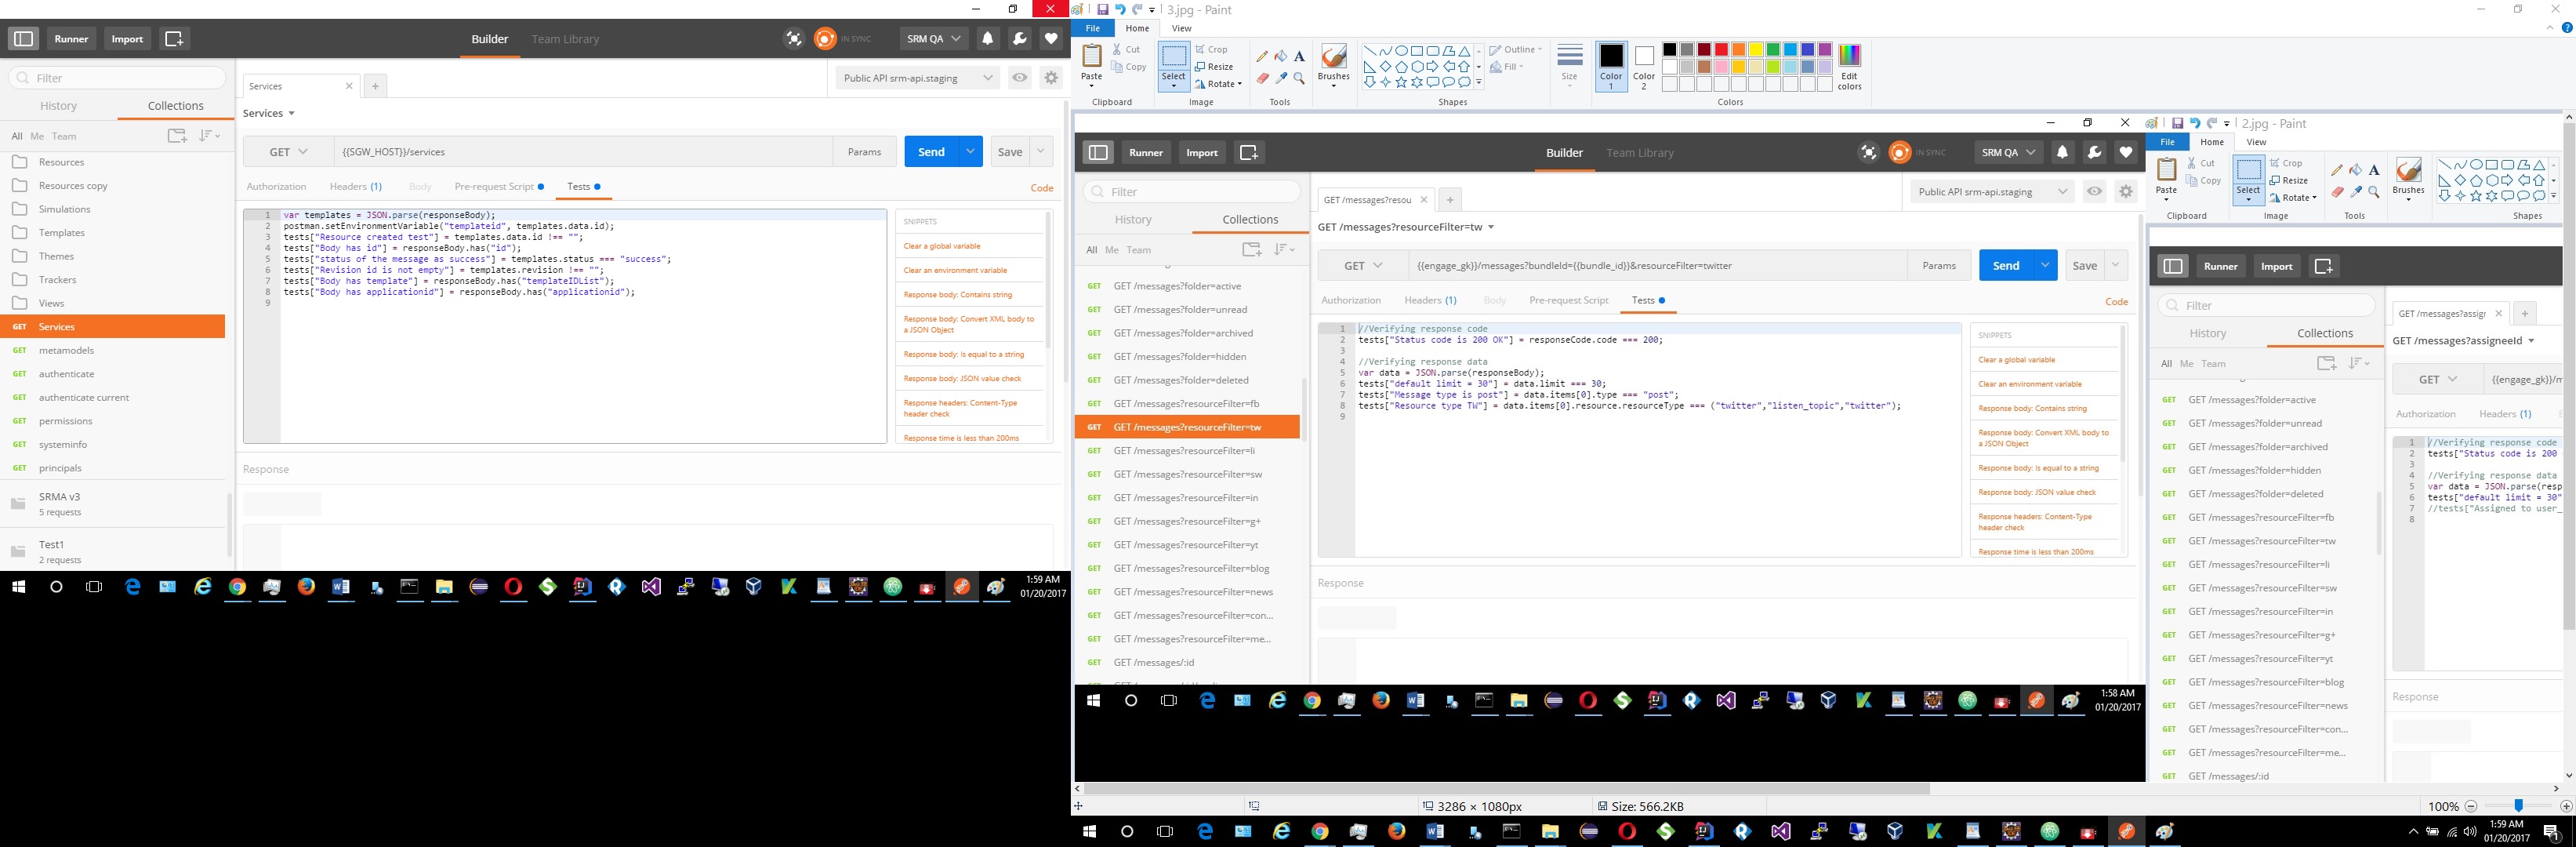 Runner
Import
Builder
Team Library
IN SYNC
SRM QA
Filter
History
Collections
All Me Team
Resources
Resources copy
Simulations
Templates
Themes
Trackers
Views
GET Services
GET metamodels
GET authenticate
GET authenticate current
GET permissions
GET systeminfo
GET principals
SRMA v3
5 requests
Test1
2 requests
Services
Public API srm-api.staging
Services
GET
{{SGW_HOST}}/services
Params
Send
Save
Authorization
Headers (1)
Body
Pre-request Script
Tests
Code
1 var templates = JSON.parse(responseBody);
2 postman.setEnvironmentVariable("templateid", templates.data.id);
3 tests["Resource created test"] = templates.data.id !== "";
4 tests["Body has id"] = responseBody.has("id");
5 tests["status of the message as success"] = templates.status === "success";
6 tests["Revision id is not empty"] = templates.revision !== "";
7 tests["Body has template"] = responseBody.has("templateIDList");
8 tests["Body has applicationid"] = responseBody.has("applicationid");
9
SNIPPETS
Clear a global variable
Clear an environment variable
Response body: Contains string
Response body: Convert XML body to
a JSON Object
Response body: Is equal to a string
Response body: JSON value check
Response headers: Content-Type
header check
Response time is less than 200ms
Response
1:59 AM
01/20/2017
3.jpg - Paint
File
Home
View
Paste
Cut
Copy
Clipboard
Select
Crop
Resize
Rotate
Image
Tools
Brushes
Outline
Fill
Shapes
Size
Color
1
Color
2
Edit
colors
Colors
Runner
Import
Builder
Team Library
IN SYNC
SRM QA
Filter
History
Collections
All Me Team
GET GET /messages?folder=active
GET GET /messages?folder=unread
GET GET /messages?folder=archived
GET GET /messages?folder=hidden
GET GET /messages?folder=deleted
GET GET /messages?resourceFilter=fb
GET GET /messages?resourceFilter=tw
GET GET /messages?resourceFilter=li
GET GET /messages?resourceFilter=sw
GET GET /messages?resourceFilter=in
GET GET /messages?resourceFilter=g+
GET GET /messages?resourceFilter=yt
GET GET /messages?resourceFilter=blog
GET GET /messages?resourceFilter=news
GET GET /messages?resourceFilter=con...
GET GET /messages?resourceFilter=me...
GET GET /messages/:id
GET /messages?resou
Public API srm-api.staging
GET /messages?resourceFilter=tw
GET
{{engage_gk}}/messages?bundleId={{bundle_id}}&resourceFilter=twitter
Params
Send
Save
Authorization
Headers (1)
Body
Pre-request Script
Tests
Code
1 //Verifying response code
2 tests["Status code is 200 OK"] = responseCode.code === 200;
3
4 //Verifying response data
5 var data = JSON.parse(responseBody);
6 tests["default limit = 30"] = data.limit === 30;
7 tests["Message type is post"] = data.items[0].type === "post";
8 tests["Resource type TW"] = data.items[0].resource.resourceType === ("twitter","listen_topic","twitter");
9
SNIPPETS
Clear a global variable
Clear an environment variable
Response body: Contains string
Response body: Convert XML body to
a JSON Object
Response body: Is equal to a string
Response body: JSON value check
Response headers: Content-Type
header check
Response time is less than 200ms
Response
1:58 AM
01/20/2017
2.jpg - Paint
File
Home
View
Paste
Cut
Copy
Clipboard
Select
Crop
Resize
Rotate
Image
Tools
Brushes
Shapes
Runner
Import
Filter
History
Collections
All Me Team
GET GET /messages?folder=active
GET GET /messages?folder=unread
GET GET /messages?folder=archived
GET GET /messages?folder=hidden
GET GET /messages?folder=deleted
GET GET /messages?resourceFilter=fb
GET GET /messages?resourceFilter=tw
GET GET /messages?resourceFilter=li
GET GET /messages?resourceFilter=sw
GET GET /messages?resourceFilter=in
GET GET /messages?resourceFilter=g+
GET GET /messages?resourceFilter=yt
GET GET /messages?resourceFilter=blog
GET GET /messages?resourceFilter=news
GET GET /messages?resourceFilter=con...
GET GET /messages?resourceFilter=me...
GET GET /messages/:id
GET /messages?assigr
GET /messages?assigneeId
GET
{{engage_gk}}/m
Authorization
Headers (1)
1 //Verifying response code
2 tests["Status code is 200
3
4 //Verifying response data
5 var data = JSON.parse(resp
6 tests["default limit = 30"
7 //tests["Assigned to user_
8
Response
3286 × 1080px
Size: 566.2KB
100%
1:59 AM
01/20/2017